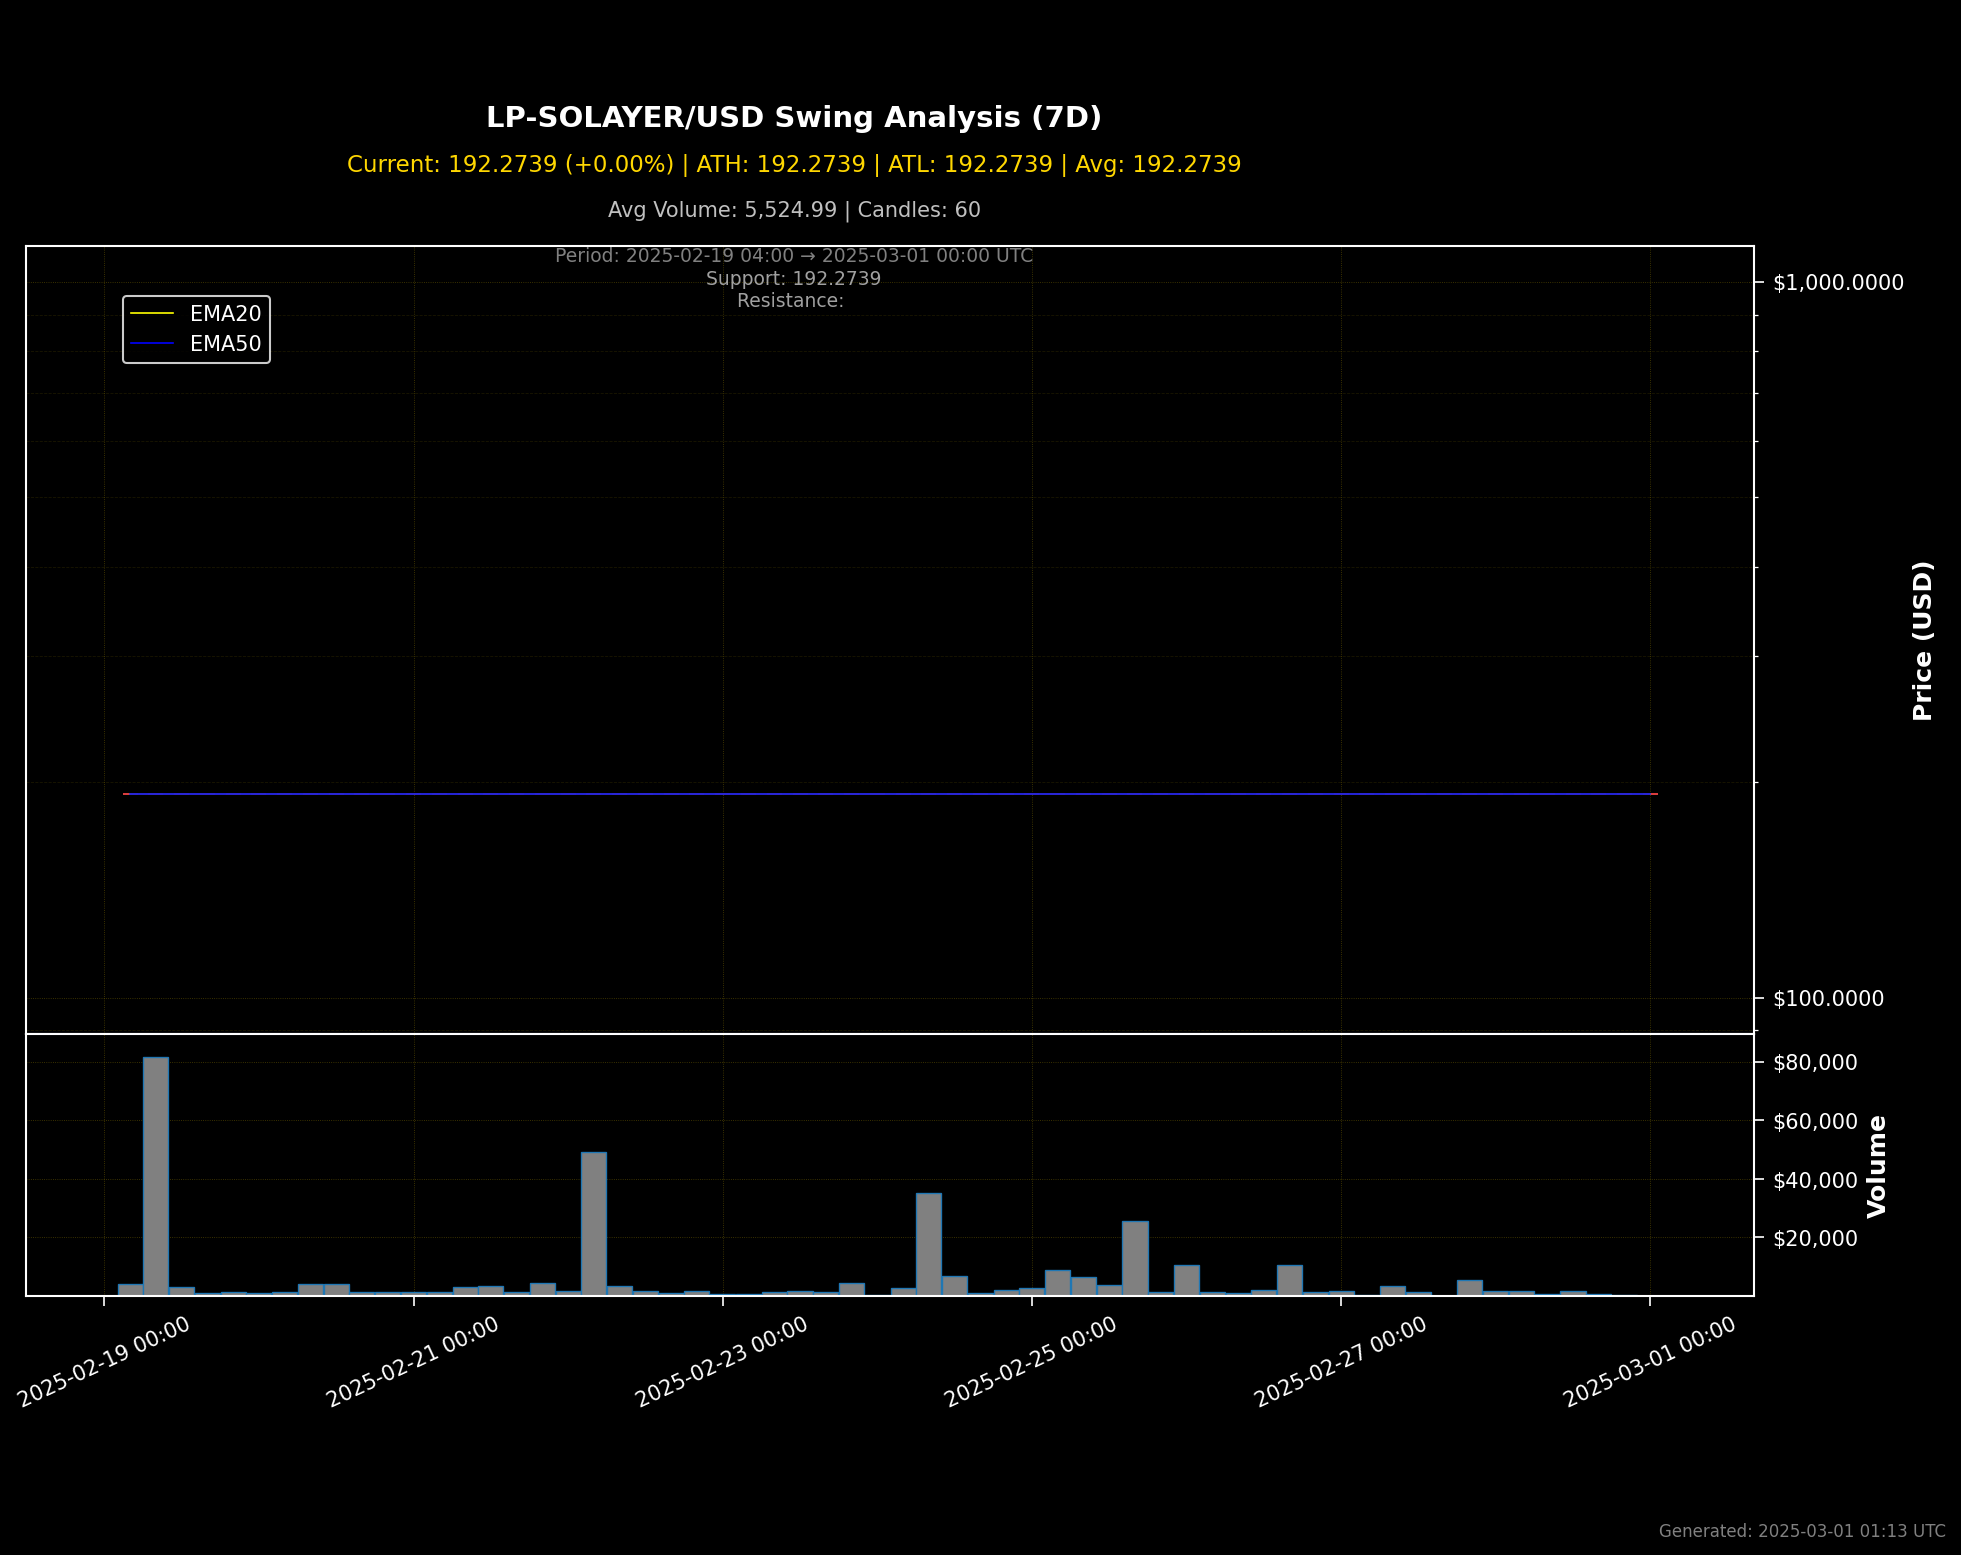 LP-SOLAYER/USD Swing Analysis (7D)
Current: 192.2739 (+0.00%) | ATH: 192.2739 | ATL: 192.2739 | Avg: 192.2739
Avg Volume: 5,524.99 | Candles: 60
Period: 2025-02-19 04:00 → 2025-03-01 00:00 UTC
Support: 192.2739
Resistance:
EMA20
EMA50
$1,000.0000
Price (USD)
$100.0000
$80,000
$60,000
$40,000
$20,000
Volume
2025-02-19 00:00
2025-02-21 00:00
2025-02-23 00:00
2025-02-25 00:00
2025-02-27 00:00
2025-03-01 00:00
Generated: 2025-03-01 01:13 UTC